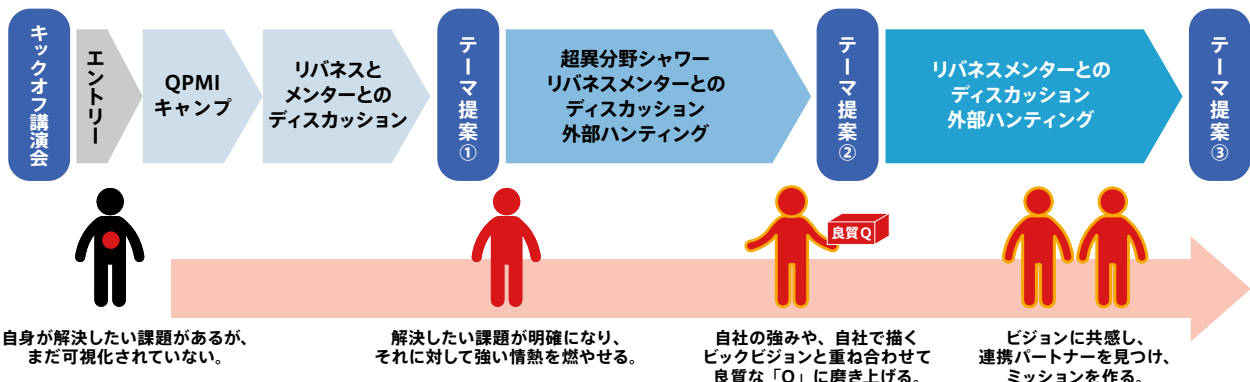 キックオフ講演会
エントリー
QPMI
キャンプ
リバネスと
メンターとの
ディスカッション
テーマ提案①
超異分野シャワー
リバネスメンターとの
ディスカッション
外部ハンティング
テーマ提案②
リバネスメンターとの
ディスカッション
外部ハンティング
テーマ提案③
良質Q
自身が解決したい課題があるが、
まだ可視化されていない。
解決したい課題が明確になり、
それに対して強い情熱を燃やせる。
自社の強みや、自社で描く
ビックビジョンと重ね合わせて
良質な「Q」に磨き上げる。
ビジョンに共感し、
連携パートナーを見つけ、
ミッションを作る。